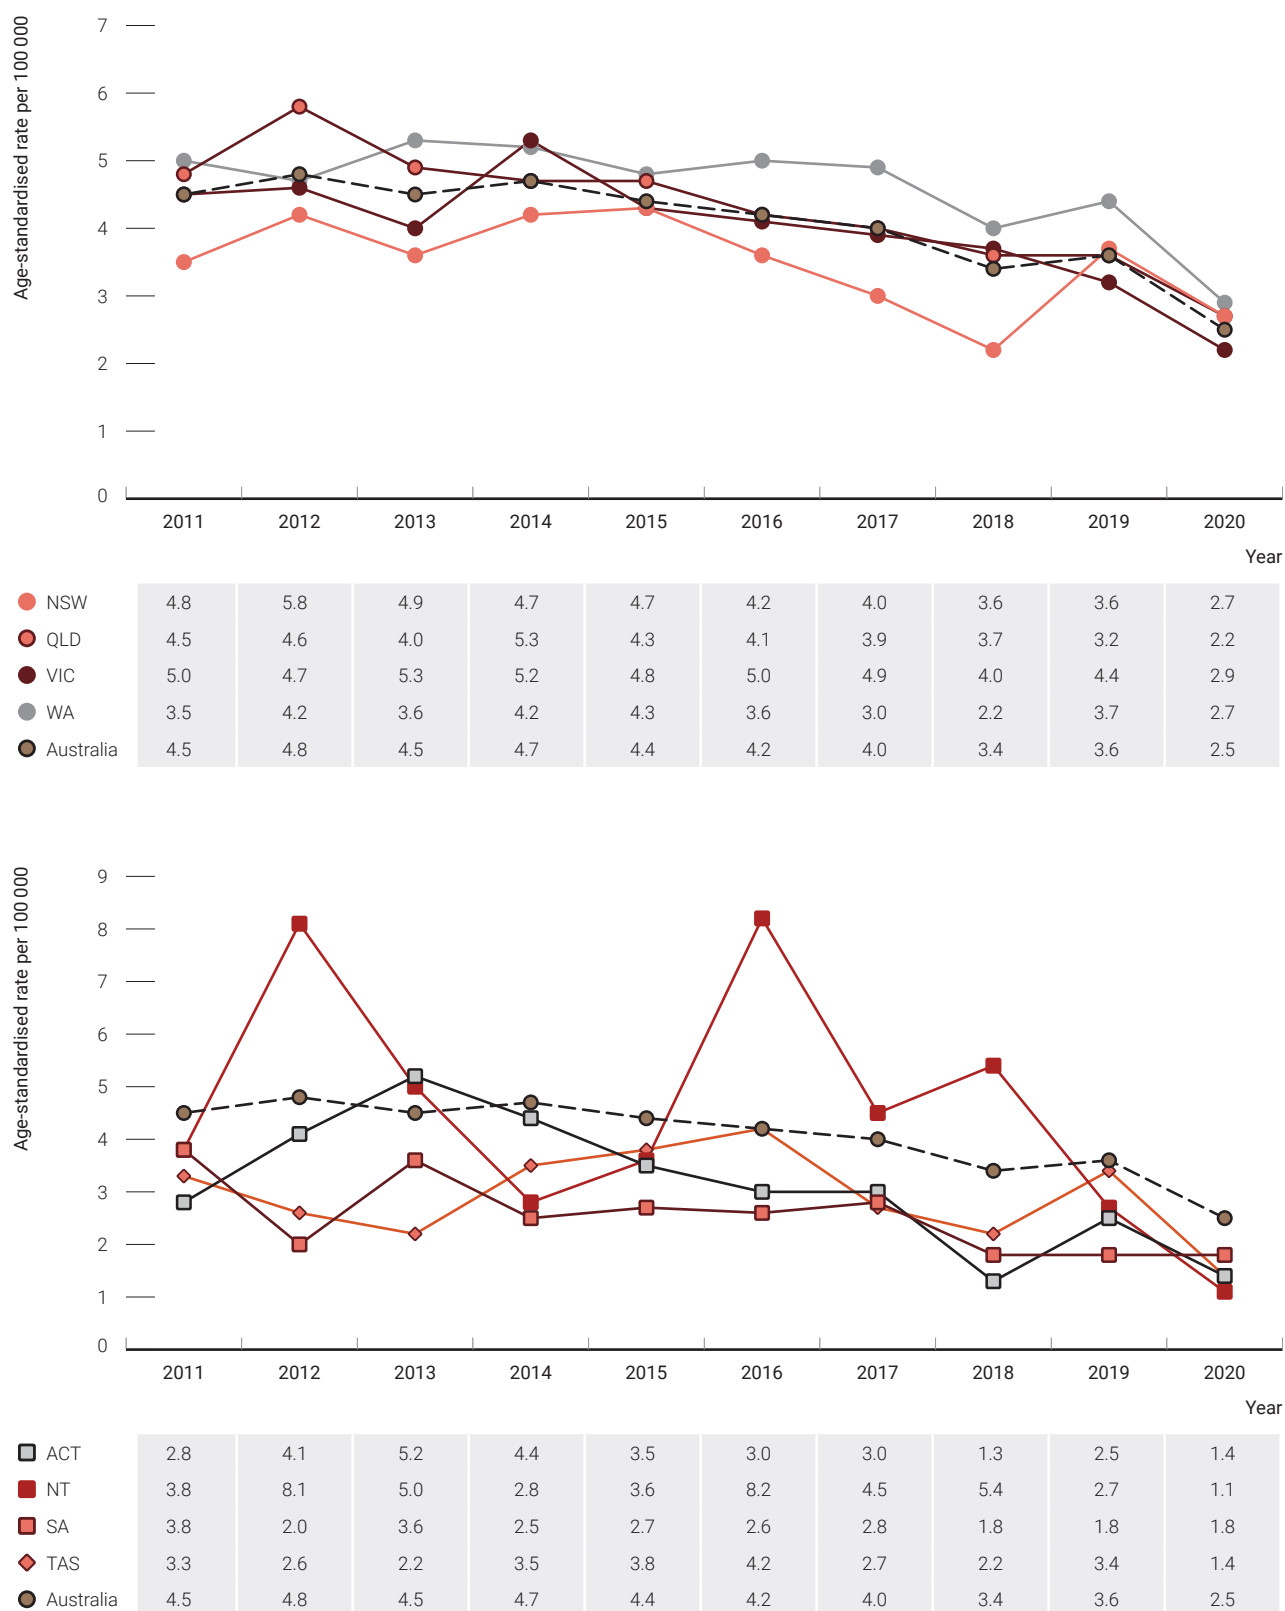 Age-standardised rate per 100 000
7
6
5
4
3
2
1
0
2011 2012 2013 2014 2015 2016 2017 2018 2019 2020
Year
NSW 4.8 5.8 4.9 4.7 4.7 4.2 4.0 3.6 3.6 2.7
QLD 4.5 4.6 4.0 5.3 4.3 4.1 3.9 3.7 3.2 2.2
VIC 5.0 4.7 5.3 5.2 4.8 5.0 4.9 4.0 4.4 2.9
WA 3.5 4.2 3.6 4.2 4.3 3.6 3.0 2.2 3.7 2.7
Australia 4.5 4.8 4.5 4.7 4.4 4.2 4.0 3.4 3.6 2.5
Age-standardised rate per 100 000
9
8
7
6
5
4
3
2
1
0
2011 2012 2013 2014 2015 2016 2017 2018 2019 2020
Year
ACT 2.8 4.1 5.2 4.4 3.5 3.0 3.0 1.3 2.5 1.4
NT 3.8 8.1 5.0 2.8 3.6 8.2 4.5 5.4 2.7 1.1
SA 3.8 2.0 3.6 2.5 2.7 2.6 2.8 1.8 1.8 1.8
TAS 3.3 2.6 2.2 3.5 3.8 4.2 2.7 2.2 3.4 1.4
Australia 4.5 4.8 4.5 4.7 4.4 4.2 4.0 3.4 3.6 2.5